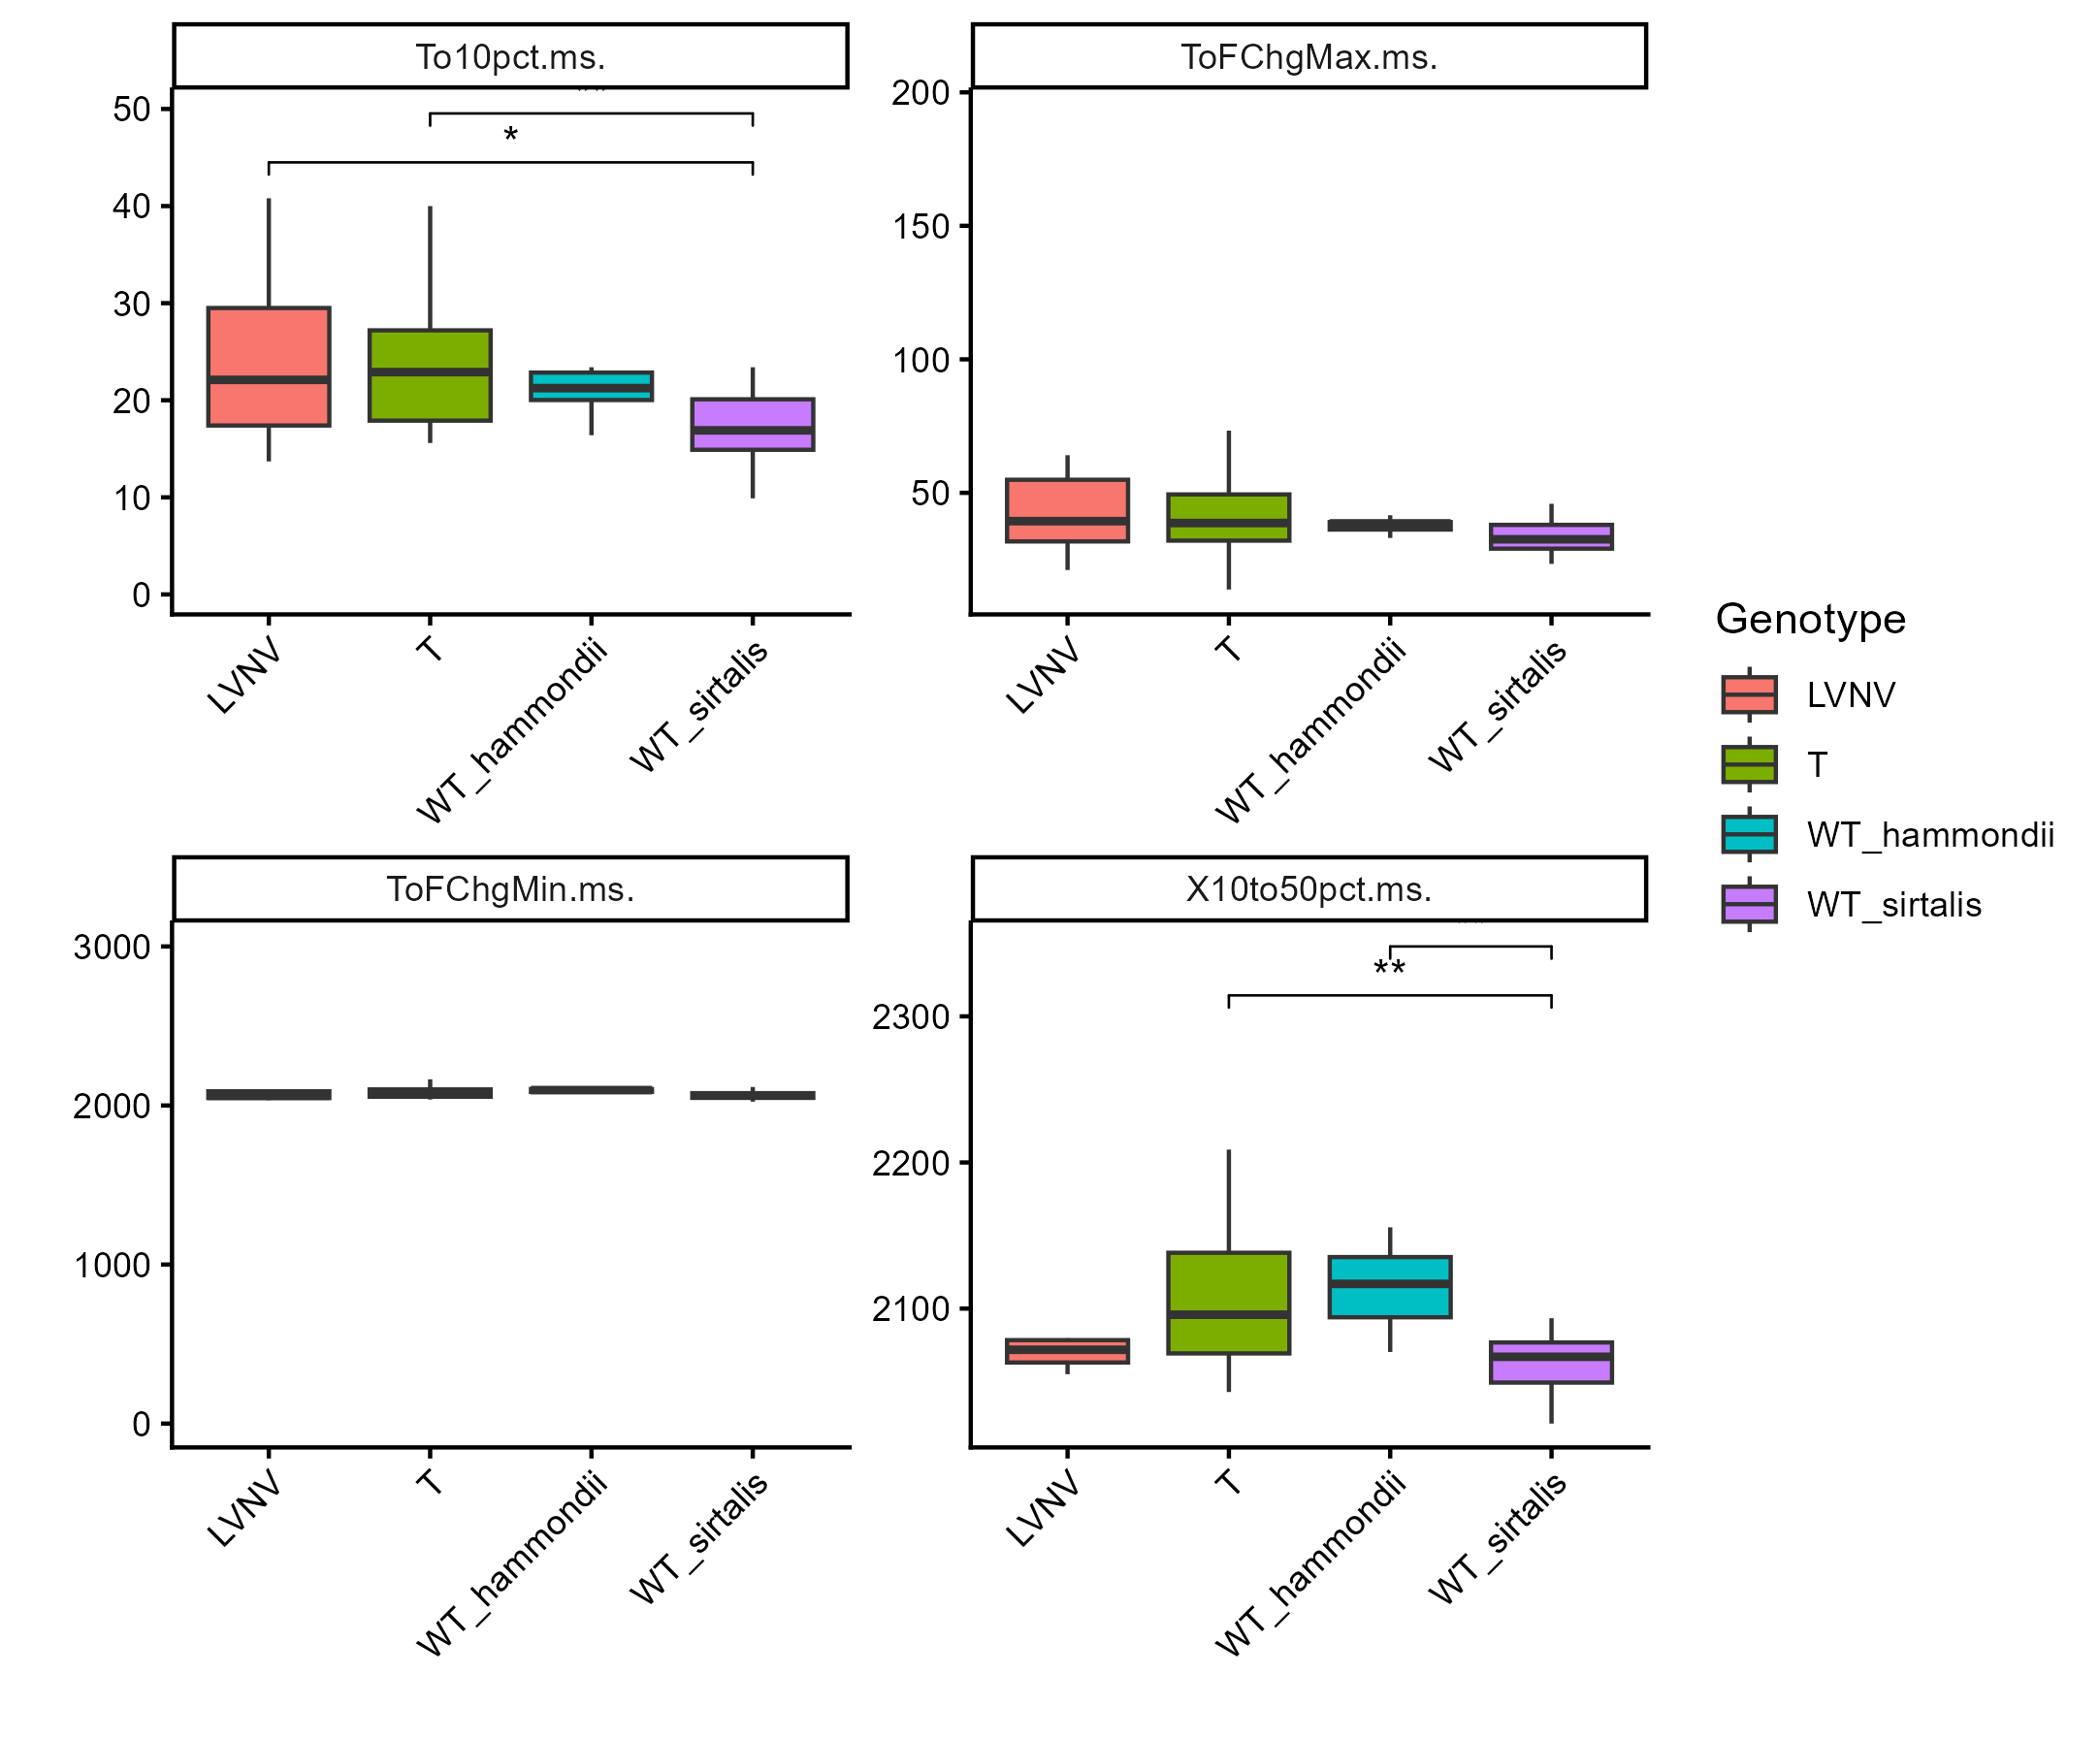 To10pct.ms.
50
40
30
20
10
0
*
LVNV
T
WT_hammondii
WT_sirtalis
ToFChgMax.ms.
200
150
100
50
LVNV
T
WT_hammondii
WT_sirtalis
ToFChgMin.ms.
3000
2000
1000
0
LVNV
T
WT_hammondii
WT_sirtalis
X10to50pct.ms.
**
2300
2200
2100
LVNV
T
WT_hammondii
WT_sirtalis
Genotype
LVNV
T
WT_hammondii
WT_sirtalis